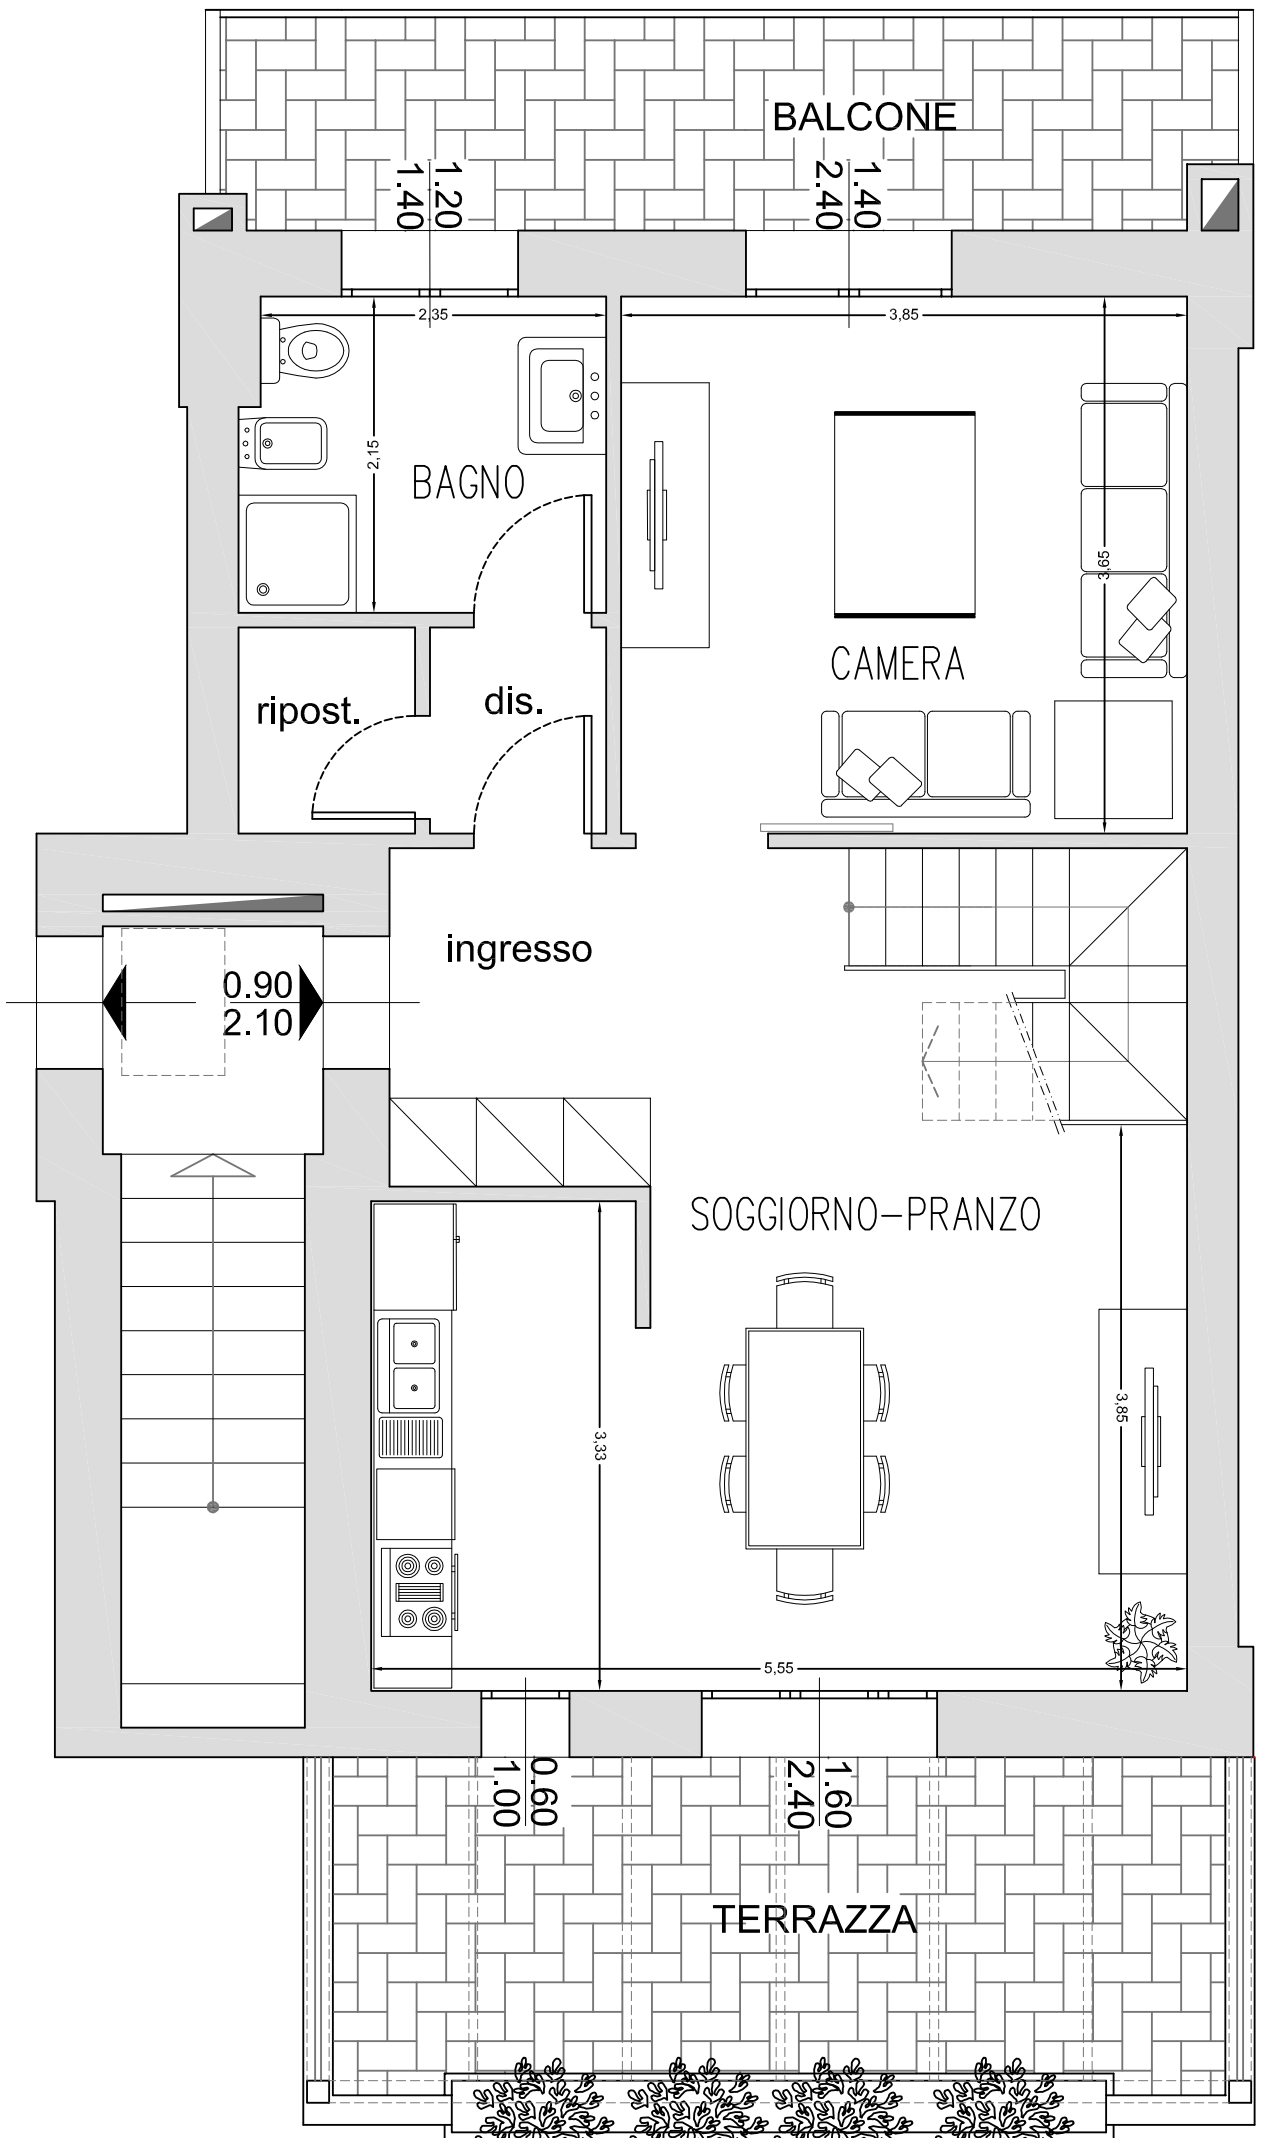 BALCONE
1.20
1.40
1.40
2.40
2,35
3,85
2,15
BAGNO
3,65
CAMERA
ripost.
dis.
ingresso
0.90
2.10
SOGGIORNO-PRANZO
3,85
3,33
5,55
0.60
1.00
1.60
2.40
TERRAZZA